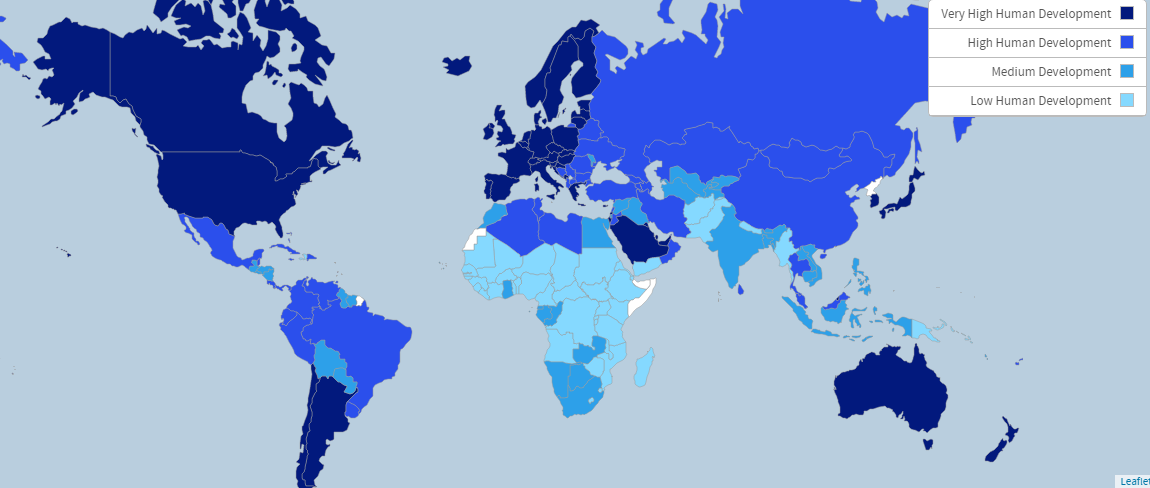 Very High Human Development
High Human Development
Medium Development
Low Human Development
Leaflet